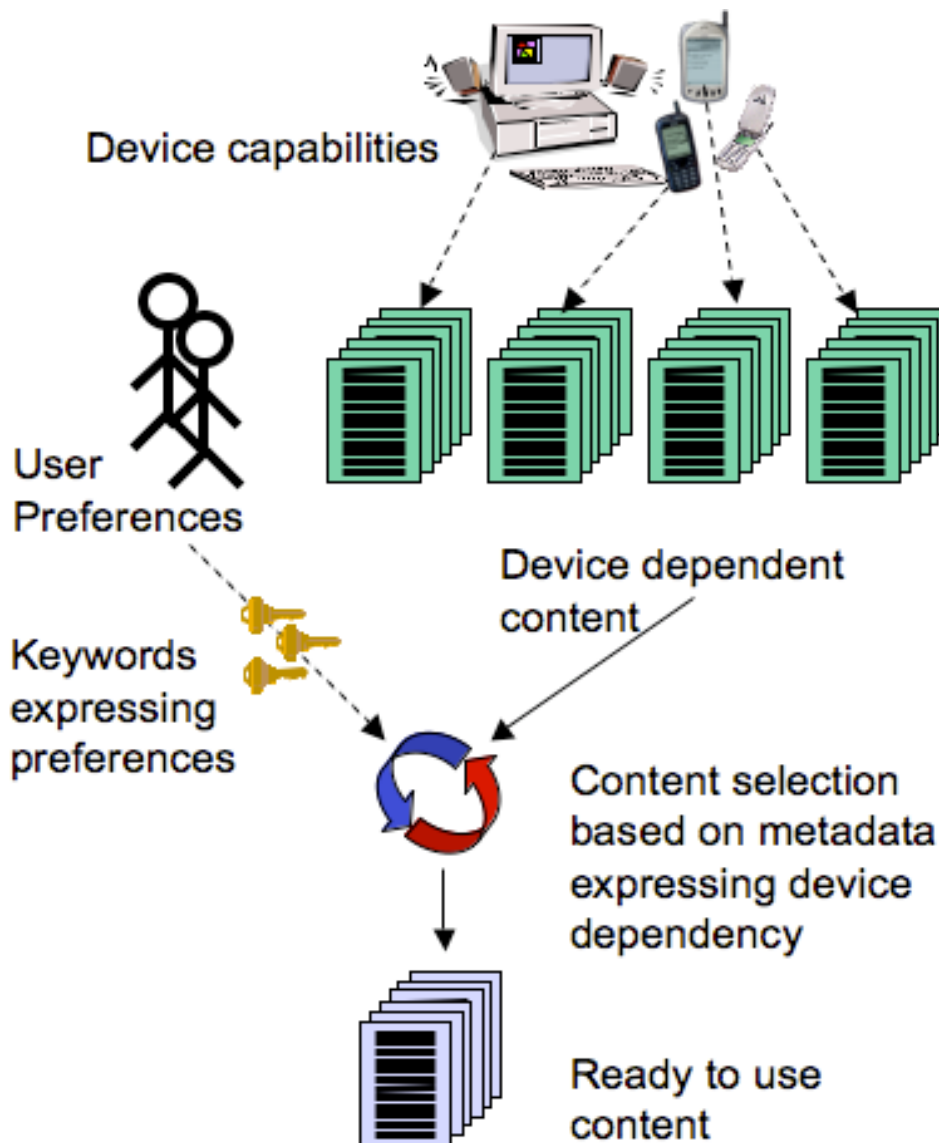 Device capabilities
User
Preferences
Device dependent
content
Keywords
expressing
preferences
Content selection
based on metadata
expressing device
dependency
Ready to use
content